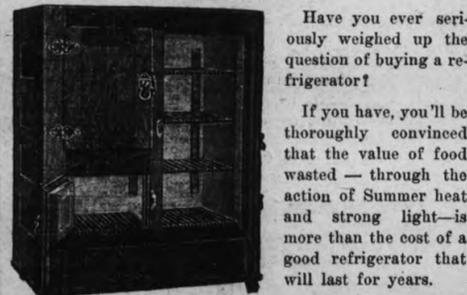 Have you ever seri-
ously weighed up the
question of buying a re-
frigerator?
If you have, you'll be
thoroughly convinced
that the value of food
wasted — through the
action of Summer heat
and strong light—is
more than the cost of a
good refrigerator that
will last for years.